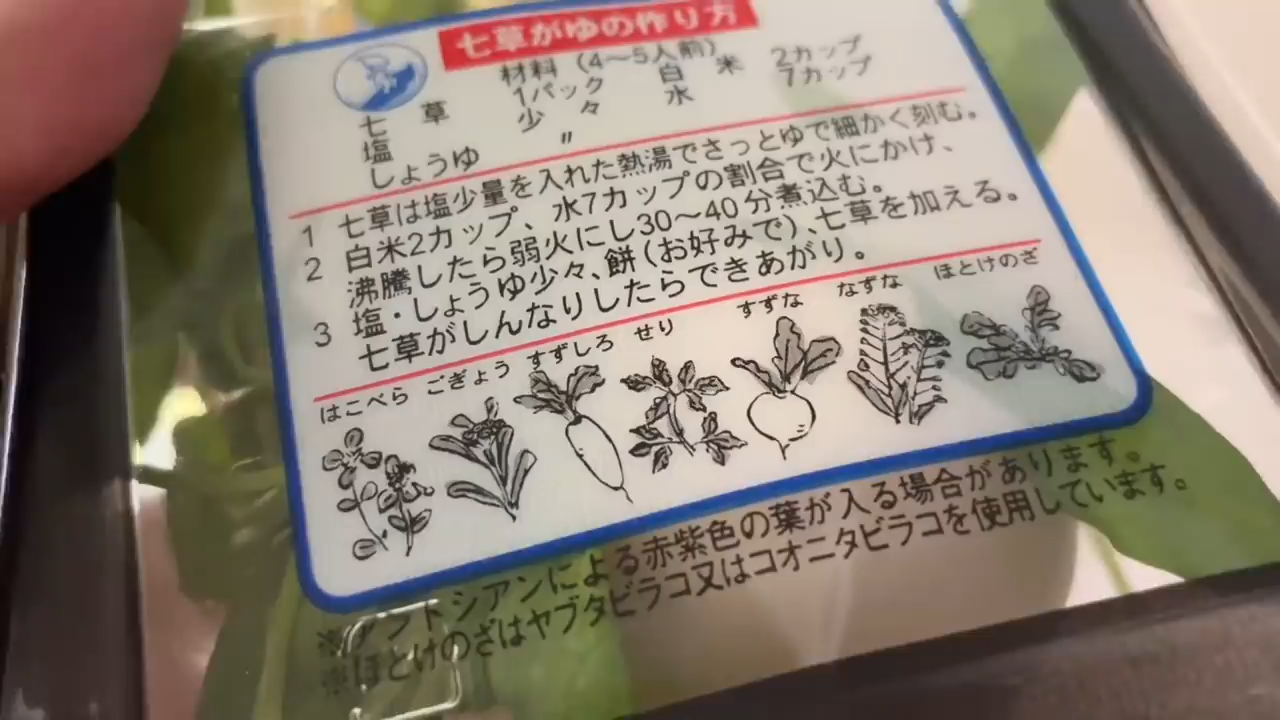 七草がゆの作り方
材料(4〜5人前)
七草 1パック 白米 2カップ
塩 少々 水 7カップ
しょうゆ 〃
1 七草は塩少量を入れた熱湯でさっとゆで細かく刻む。
2 白米2カップ、水7カップの割合で火にかけ、
沸騰したら弱火にし30〜40分煮込む。
3 塩・しょうゆ少々、餅(お好みで)、七草を加える。
七草がしんなりしたらできあがり。
はこべら ごぎょう すずしろ せり すずな なずな ほとけのざ
※アントシアンによる赤紫色の葉が入る場合があります。
※ほとけのざはヤブタビラコ又はコオニタビラコを使用しています。